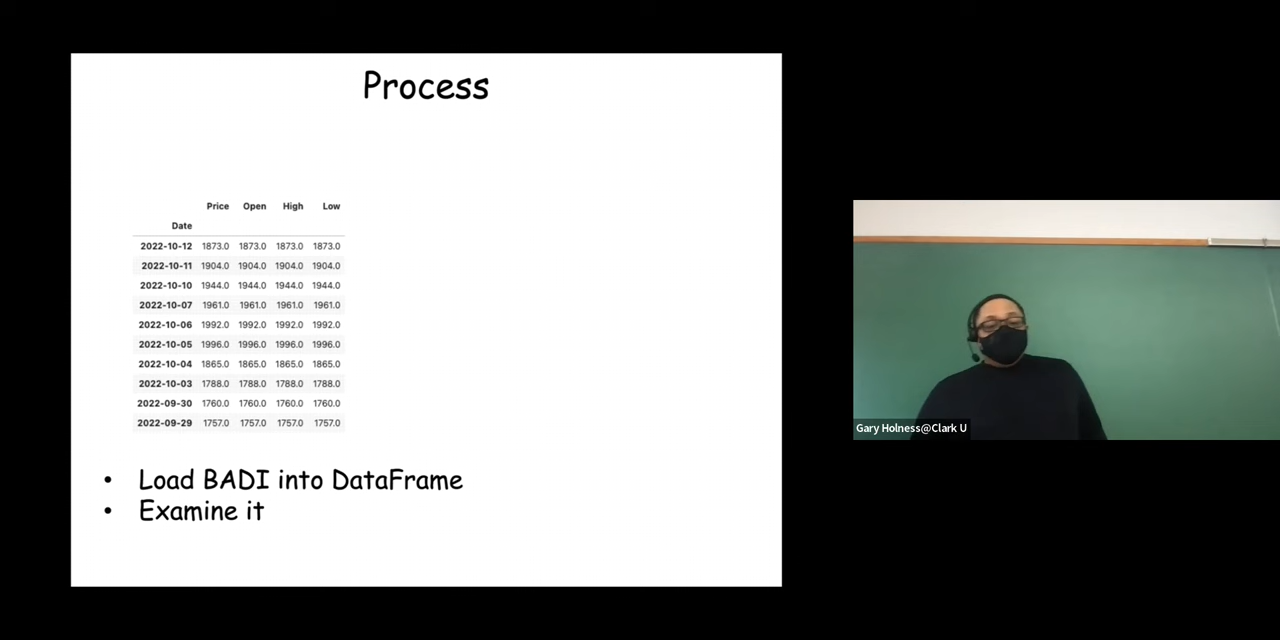 Process
Price Open High Low
Date
2022-10-12 1873.0 1873.0 1873.0 1873.0
2022-10-11 1904.0 1904.0 1904.0 1904.0
2022-10-10 1944.0 1944.0 1944.0 1944.0
2022-10-07 1961.0 1961.0 1961.0 1961.0
2022-10-06 1992.0 1992.0 1992.0 1992.0
2022-10-05 1996.0 1996.0 1996.0 1996.0
2022-10-04 1865.0 1865.0 1865.0 1865.0
2022-10-03 1788.0 1788.0 1788.0 1788.0
2022-09-30 1760.0 1760.0 1760.0 1760.0
2022-09-29 1757.0 1757.0 1757.0 1757.0
• Load BADI into DataFrame
• Examine it
Gary Holness@Clark U